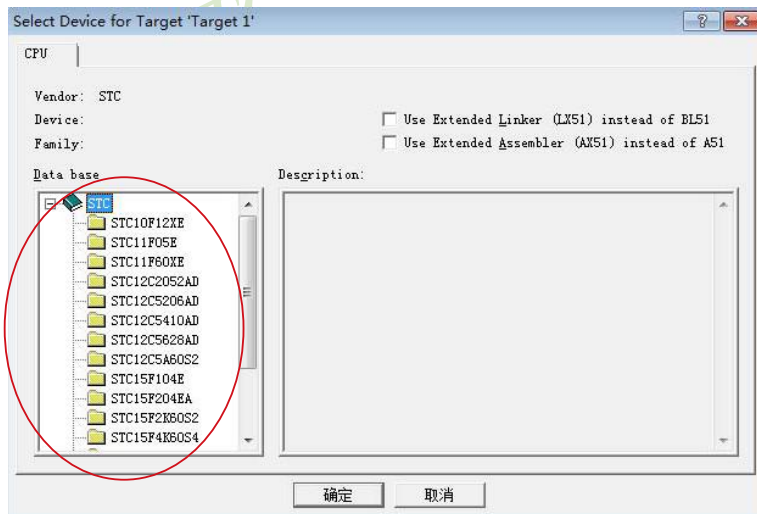 Select Device for Target 'Target 1'
CPU
Vendor: STC
Device:
Use Extended Linker (LX51) instead of BL51
Family:
Use Extended Assembler (AX51) instead of A51
Data base
Description:
STC
STC10F12XE
STC11F05E
STC11F60XE
STC12C2052AD
STC12C5206AD
STC12C5410AD
STC12C5628AD
STC12C5A60S2
STC15F104E
STC15F204EA
STC15F2K60S2
STC15F4K60S4
确定
取消